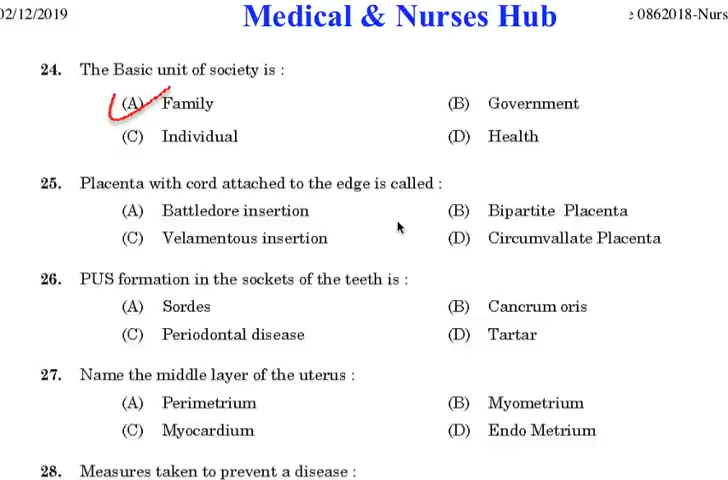 02/12/2019 Medical & Nurses Hub e 0862018-Nurs
24. The Basic unit of society is :
(A) Family (B) Government
(C) Individual (D) Health
25. Placenta with cord attached to the edge is called :
(A) Battledore insertion (B) Bipartite Placenta
(C) Velamentous insertion (D) Circumvallate Placenta
26. PUS formation in the sockets of the teeth is :
(A) Sordes (B) Cancrum oris
(C) Periodontal disease (D) Tartar
27. Name the middle layer of the uterus :
(A) Perimetrium (B) Myometrium
(C) Myocardium (D) Endo Metrium
28. Measures taken to prevent a disease :